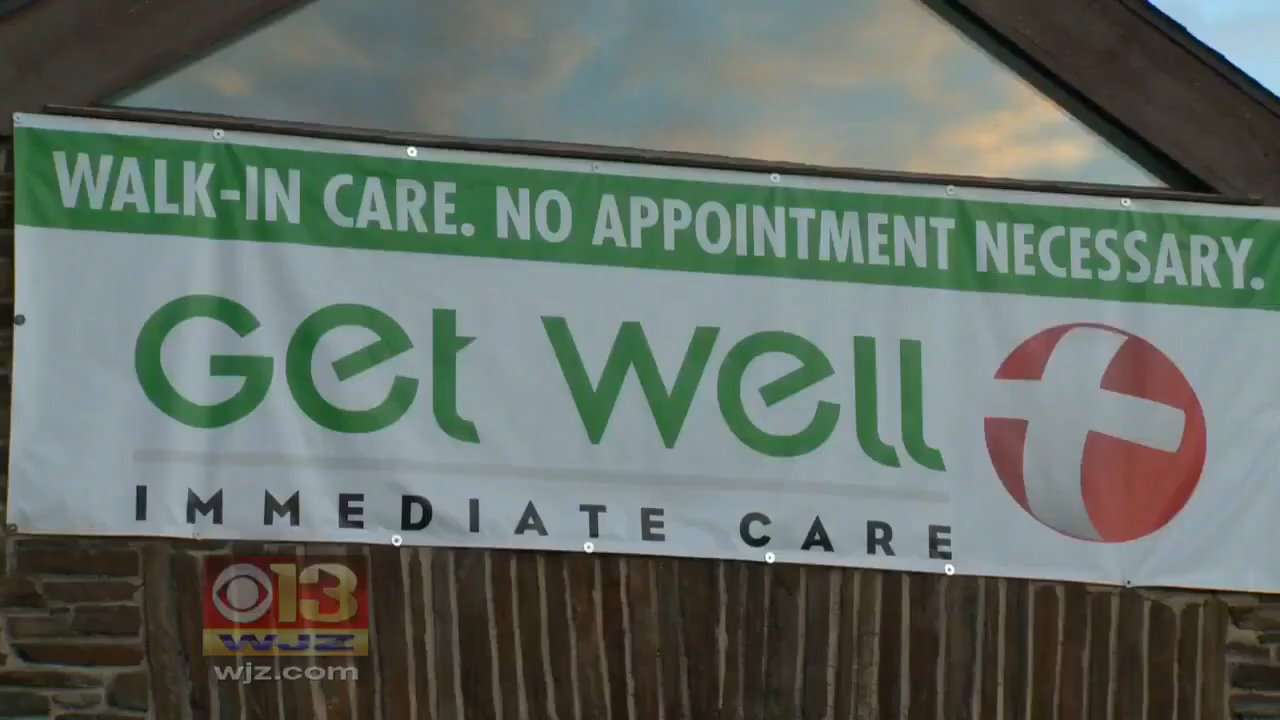 WALK-IN CARE. NO APPOINTMENT NECESSARY.
Get Well
IMMEDIATE CARE
13
WJZ
wjz.com